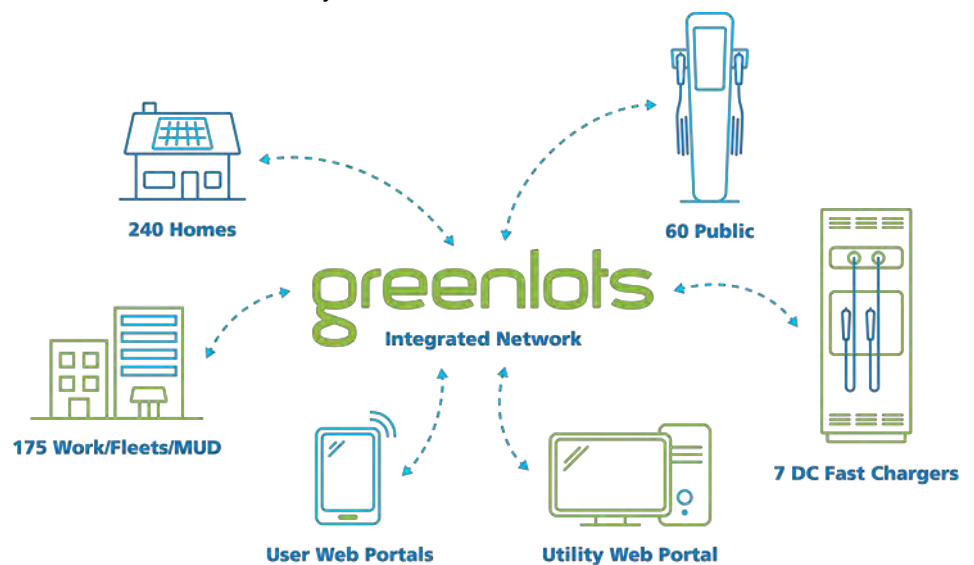 240 Homes
60 Public
greenlots
Integrated Network
175 Work/Fleets/MUD
7 DC Fast Chargers
User Web Portals
Utility Web Portal